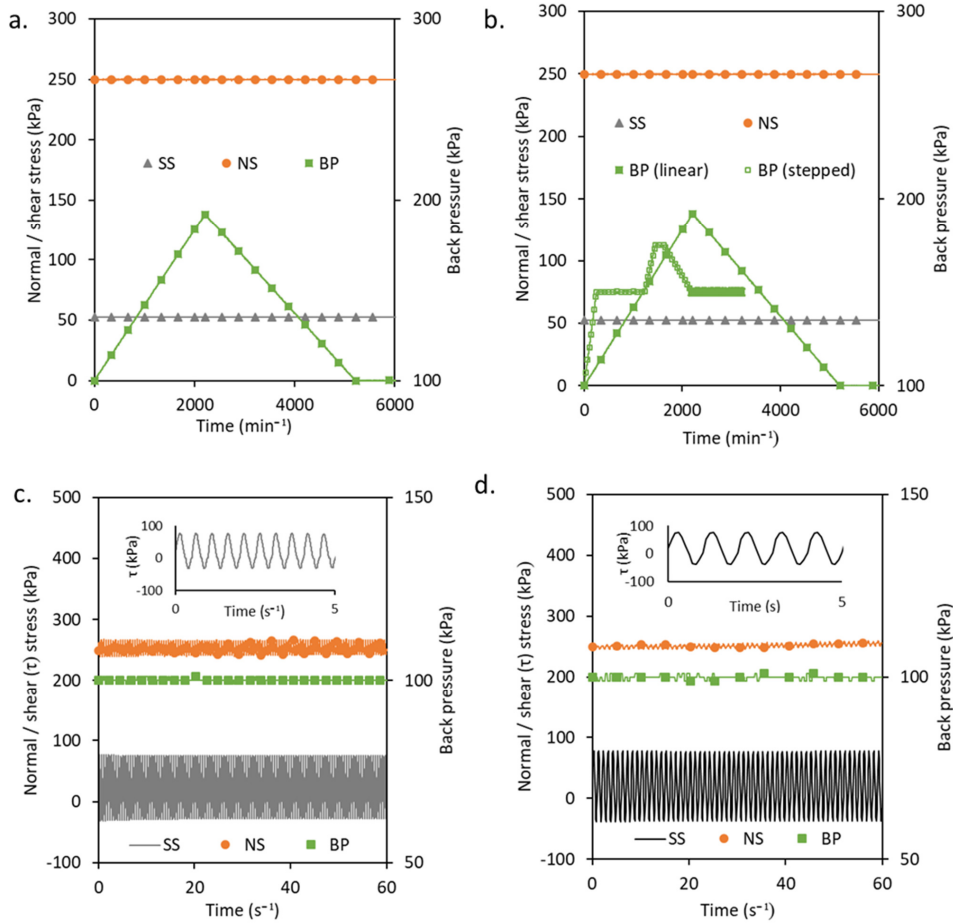 a.
300
250
200
150
100
50
0
Normal / shear stress (kPa)
SS NS BP
300
200
100
Back pressure (kPa)
0 2000 4000 6000
Time (min⁻¹)
b.
300
250
200
150
100
50
0
Normal / shear stress (kPa)
SS NS
BP (linear) BP (stepped)
300
200
100
Back pressure (kPa)
0 2000 4000 6000
Time (min⁻¹)
c.
500
400
300
200
100
0
-100
Normal / shear (τ) stress (kPa)
100
0
-100
τ (kPa)
0 5
Time (s⁻¹)
SS NS BP
150
100
50
Back pressure (kPa)
0 20 40 60
Time (s⁻¹)
d.
500
400
300
200
100
0
-100
Normal / shear (τ) stress (kPa)
100
0
-100
τ (kPa)
0 5
Time (s)
SS NS BP
150
100
50
Back pressure (kPa)
0 20 40 60
Time (s⁻¹)